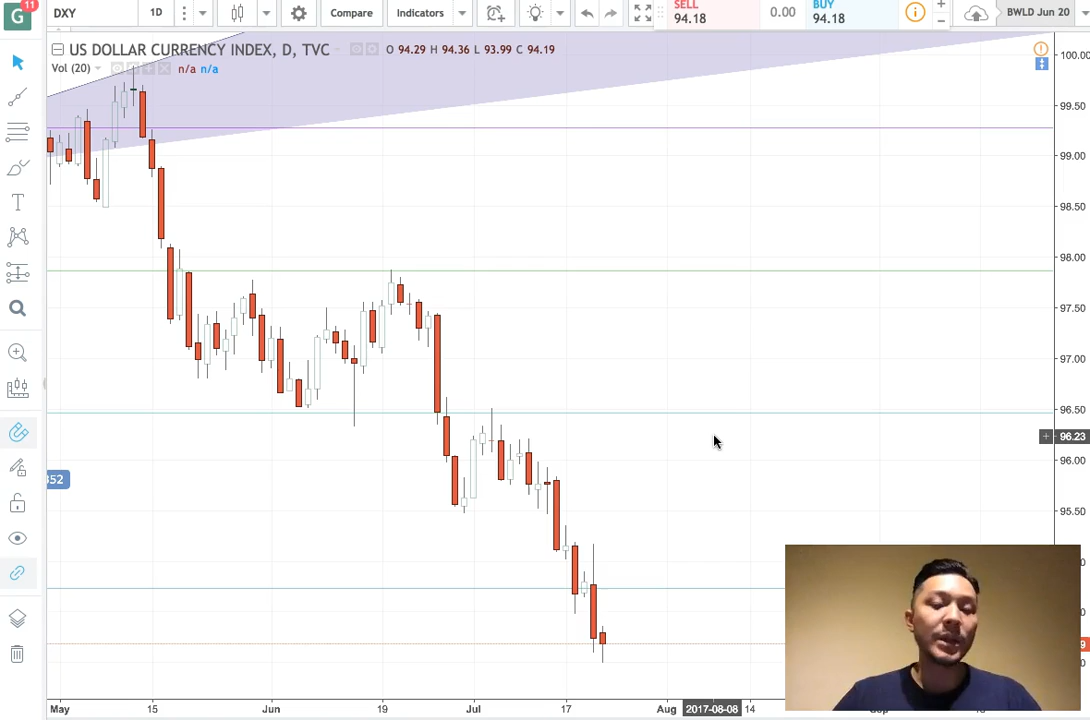 G 11 DXY 1D Compare Indicators SELL 94.18 0.00 BUY 94.18 BWLD Jun 20
US DOLLAR CURRENCY INDEX, D, TVC O 94.29 H 94.36 L 93.99 C 94.19
Vol (20) n/a n/a
100.00
99.50
99.00
98.50
98.00
97.50
97.00
96.50
96.23
96.00
95.50
T
352
May 15 Jun 19 Jul 17 Aug 2017-08-08 14